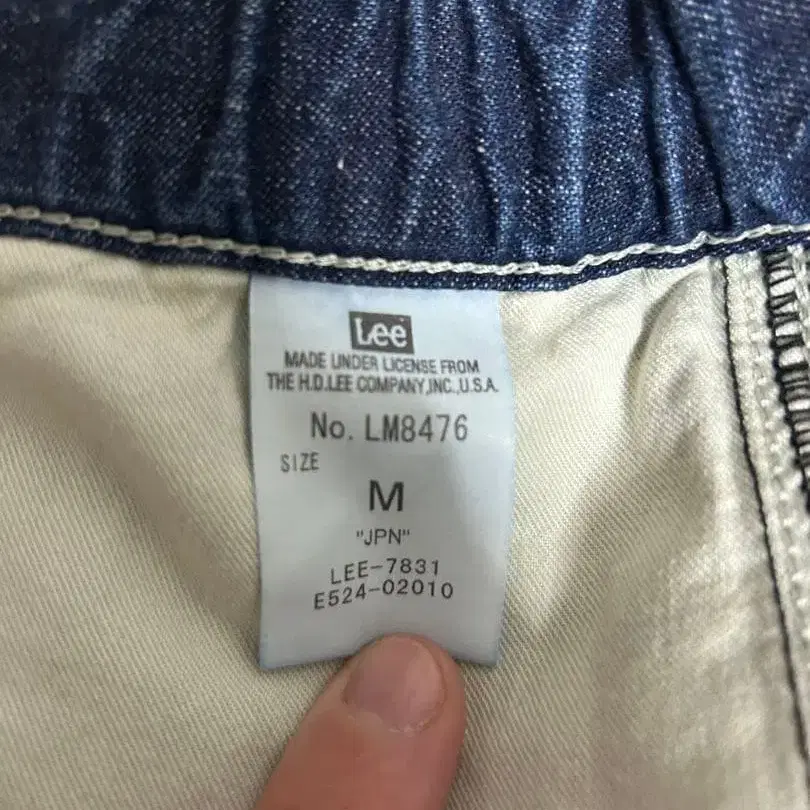 Lee
MADE UNDER LICENSE FROM
THE H.D.LEE COMPANY,INC.,U.S.A.
No. LM8476
SIZE
M
"JPN"
LEE-7831
E524-02010